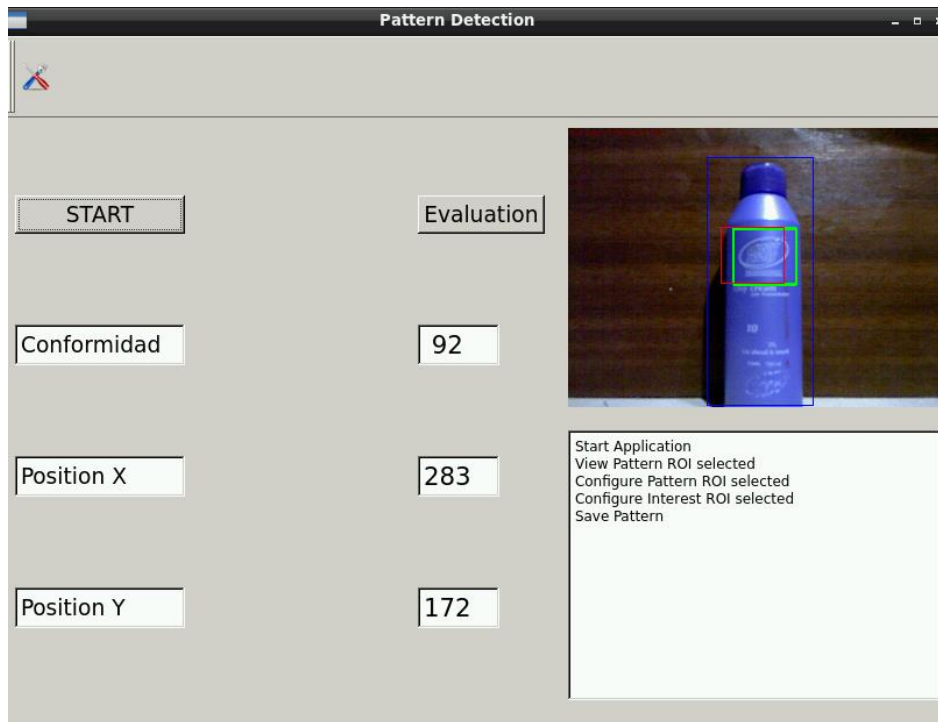 Pattern Detection
START
Evaluation
Conformidad
92
Position X
283
Position Y
172
10
Start Application
View Pattern ROI selected
Configure Pattern ROI selected
Configure Interest ROI selected
Save Pattern